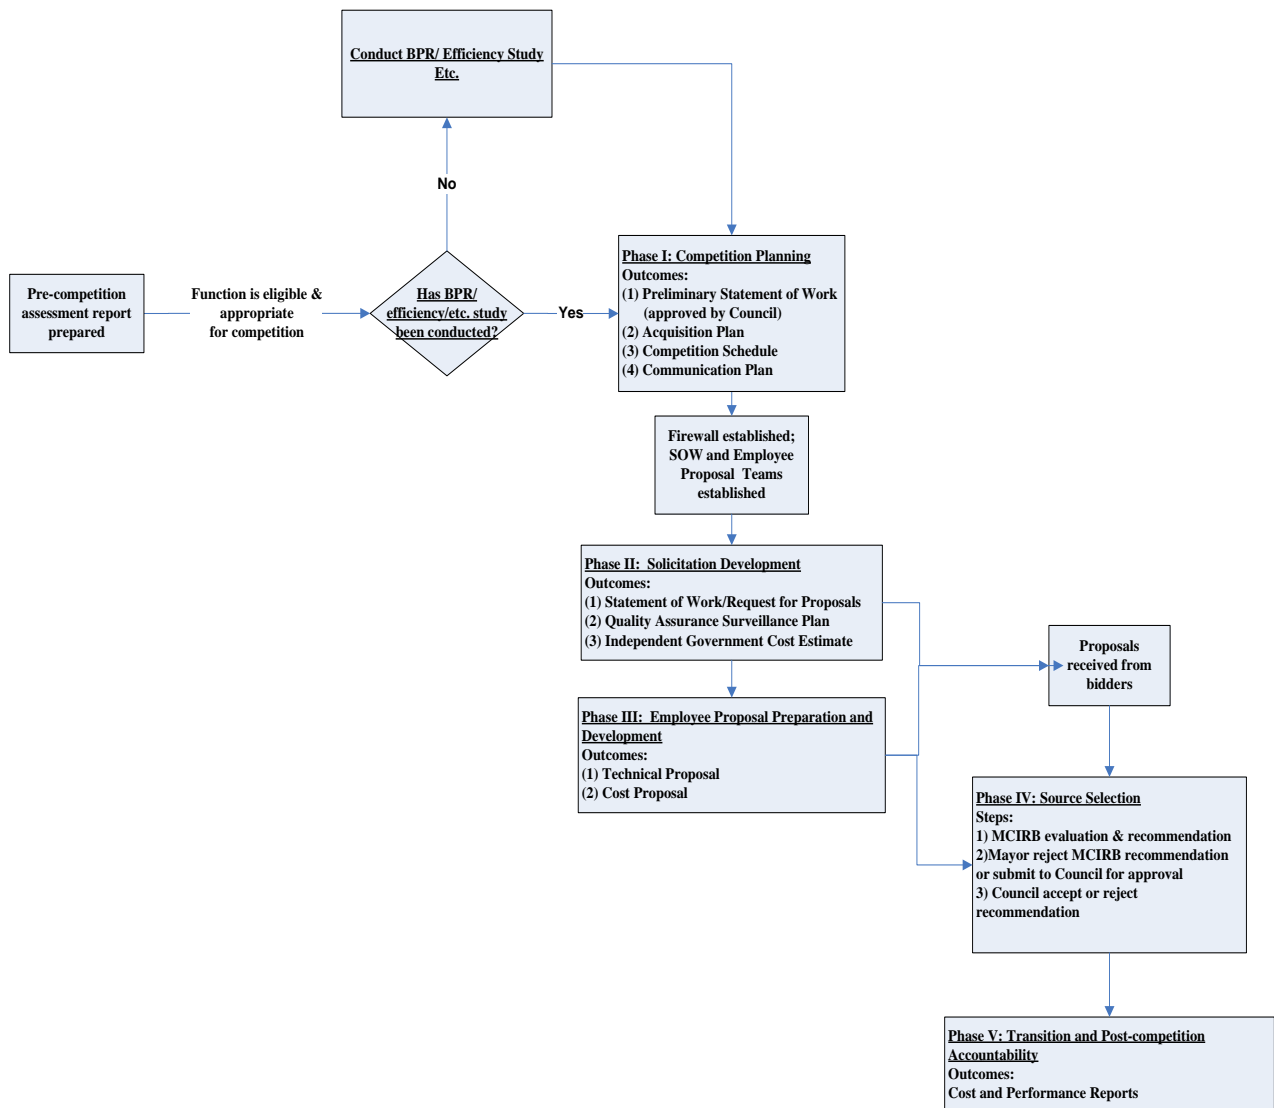 Conduct BPR/ Efficiency Study
Etc.
No
Pre-competition
assessment report
prepared
Function is eligible &
appropriate
for competition
Has BPR/
efficiency/etc. study
been conducted?
Yes
Phase I: Competition Planning
Outcomes:
(1) Preliminary Statement of Work
(approved by Council)
(2) Acquisition Plan
(3) Competition Schedule
(4) Communication Plan
Firewall established;
SOW and Employee
Proposal Teams
established
Phase II: Solicitation Development
Outcomes:
(1) Statement of Work/Request for Proposals
(2) Quality Assurance Surveillance Plan
(3) Independent Government Cost Estimate
Proposals
received from
bidders
Phase III: Employee Proposal Preparation and
Development
Outcomes:
(1) Technical Proposal
(2) Cost Proposal
Phase IV: Source Selection
Steps:
1) MCIRB evaluation & recommendation
2)Mayor reject MCIRB recommendation
or submit to Council for approval
3) Council accept or reject
recommendation
Phase V: Transition and Post-competition
Accountability
Outcomes:
Cost and Performance Reports